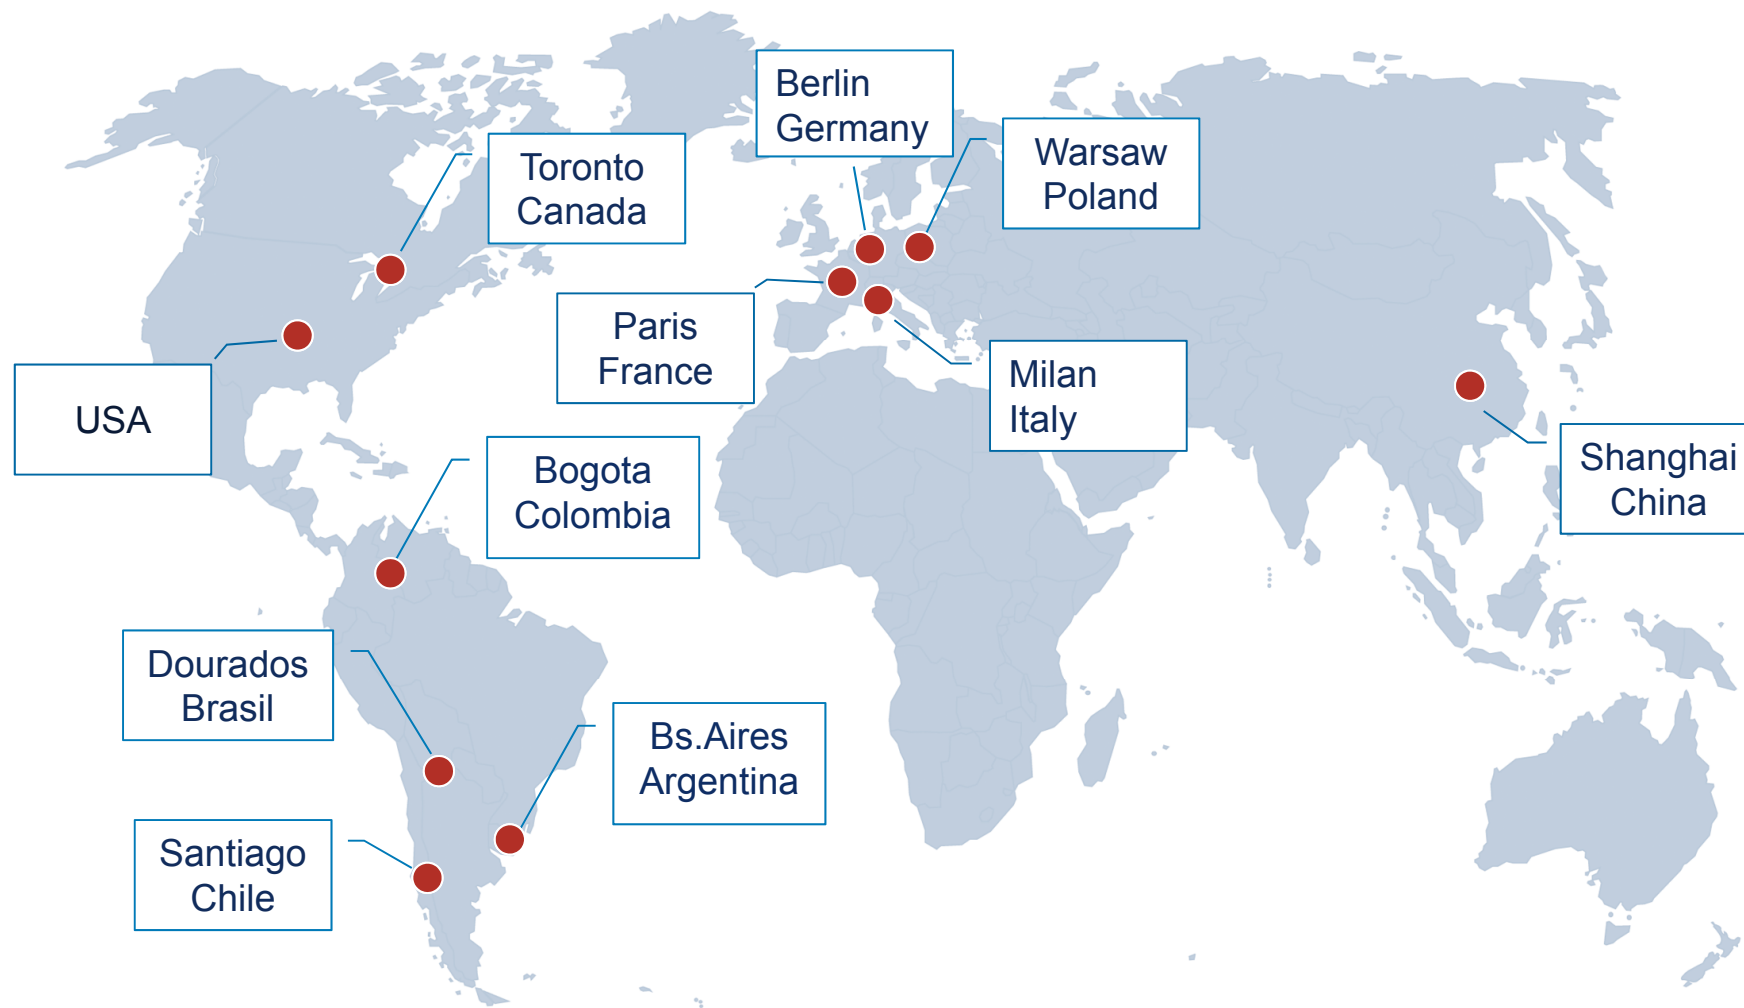 Berlin
Germany
Toronto
Canada
Warsaw
Poland
Paris
France
USA
Milan
Italy
Bogota
Colombia
Shanghai
China
Dourados
Brasil
Bs.Aires
Argentina
Santiago
Chile